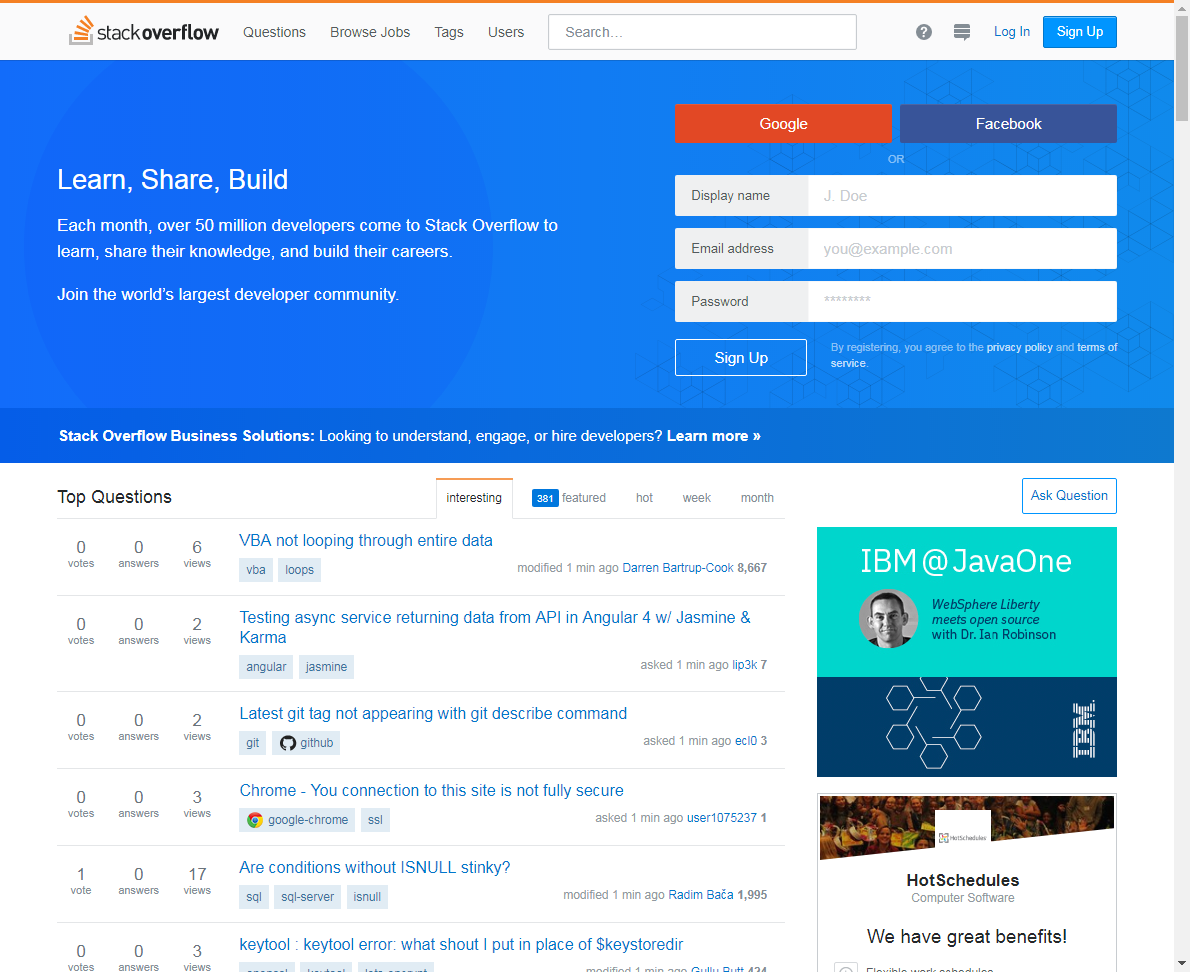 stackoverflow Questions Browse Jobs Tags Users Search... ? Log In Sign Up
Google Facebook
OR
Learn, Share, Build
Each month, over 50 million developers come to Stack Overflow to
learn, share their knowledge, and build their careers.
Join the world's largest developer community.
Display name J. Doe
Email address you@example.com
Password ********
Sign Up
By registering, you agree to the privacy policy and terms of
service.
Stack Overflow Business Solutions: Looking to understand, engage, or hire developers? Learn more »
Top Questions interesting 381 featured hot week month
Ask Question
0 votes 0 answers 6 views
VBA not looping through entire data
vba loops
modified 1 min ago Darren Bartrup-Cook 8,667
0 votes 0 answers 2 views
Testing async service returning data from API in Angular 4 w/ Jasmine &
Karma
angular jasmine
asked 1 min ago lip3k 7
0 votes 0 answers 2 views
Latest git tag not appearing with git describe command
git github
asked 1 min ago ecl0 3
0 votes 0 answers 3 views
Chrome - You connection to this site is not fully secure
google-chrome ssl
asked 1 min ago user1075237 1
1 vote 0 answers 17 views
Are conditions without ISNULL stinky?
sql sql-server isnull
modified 1 min ago Radim Bača 1,995
0 votes 0 answers 3 views
keytool : keytool error: what shout I put in place of $keystoredir
openssl keytool lets-encrypt
modified 1 min ago Gullu Butt 424
IBM @ JavaOne
WebSphere Liberty
meets open source
with Dr. Ian Robinson
IBM
HotSchedules
HotSchedules
Computer Software
We have great benefits!
Flexible work schedules